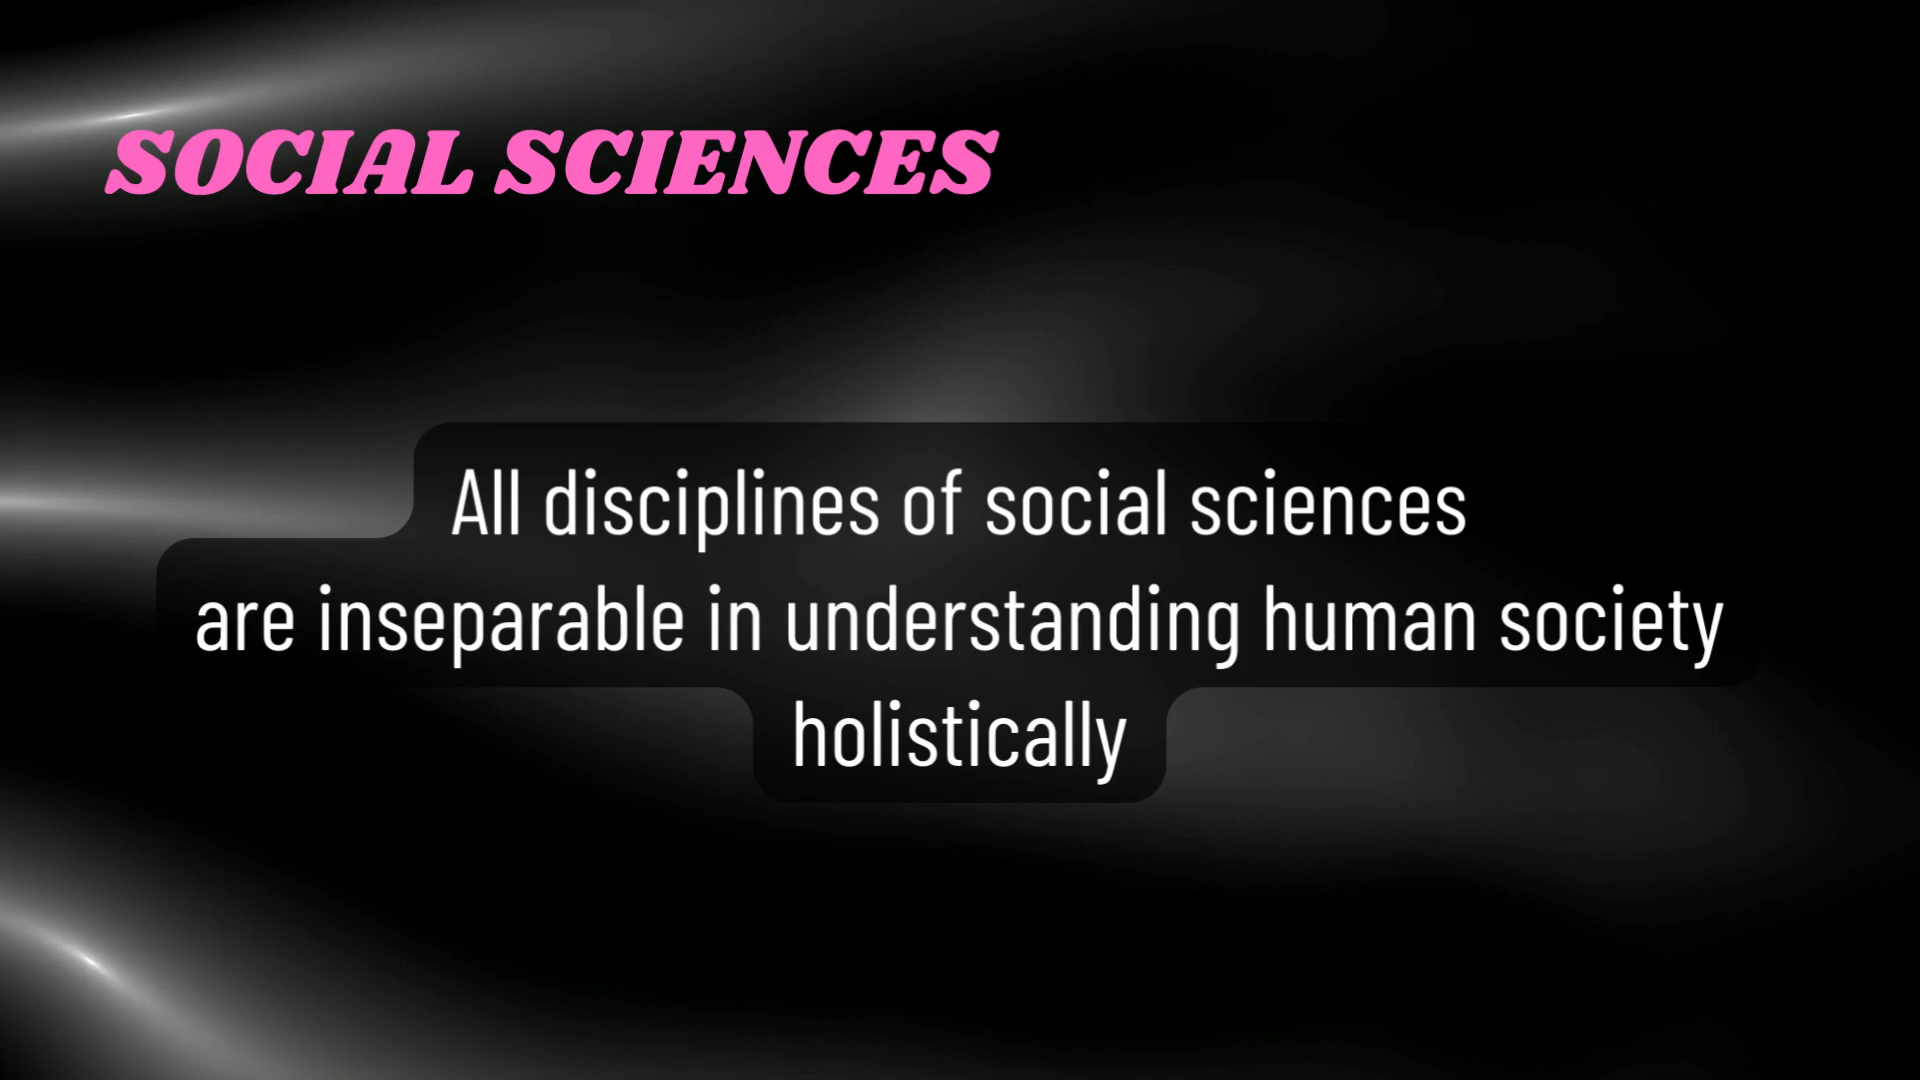 SOCIAL SCIENCES
All disciplines of social sciences
are inseparable in understanding human society
holistically